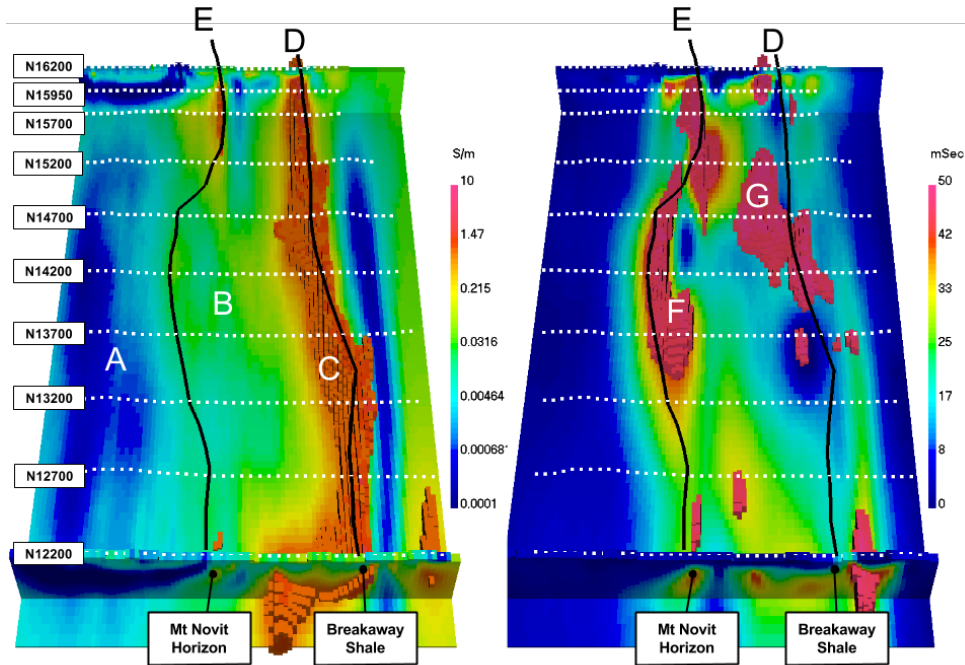 E
D
E
D
N16200
N15950
N15700
N15200
N14700
N14200
N13700
N13200
N12700
N12200
S/m
10
1.47
0.215
0.0316
0.00464
0.00068
0.0001
mSec
50
42
33
25
17
8
0
A
B
C
F
G
Mt Novit
Horizon
Breakaway
Shale
Mt Novit
Horizon
Breakaway
Shale